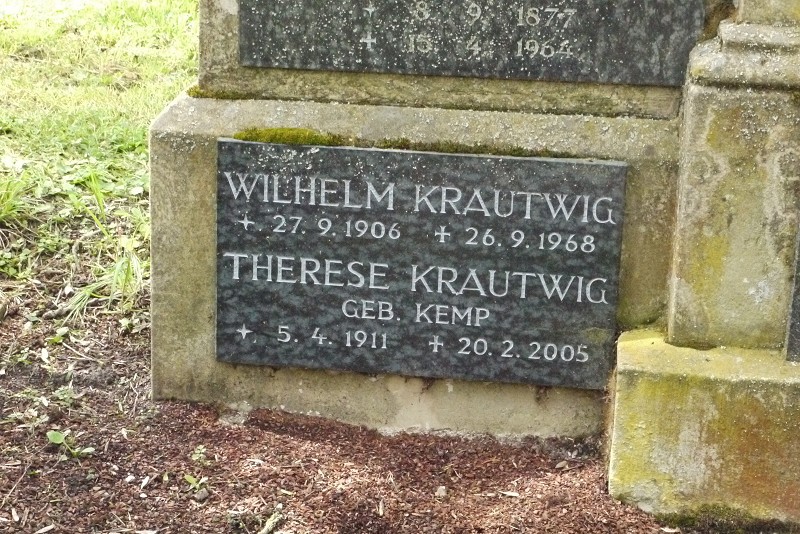 ✶ 8. 9. 1877
✝ 15. 4. 1964
WILHELM KRAUTWIG
✶ 27. 9. 1906 ✝ 26. 9. 1968
THERESE KRAUTWIG
GEB. KEMP
✶ 5. 4. 1911 ✝ 20. 2. 2005